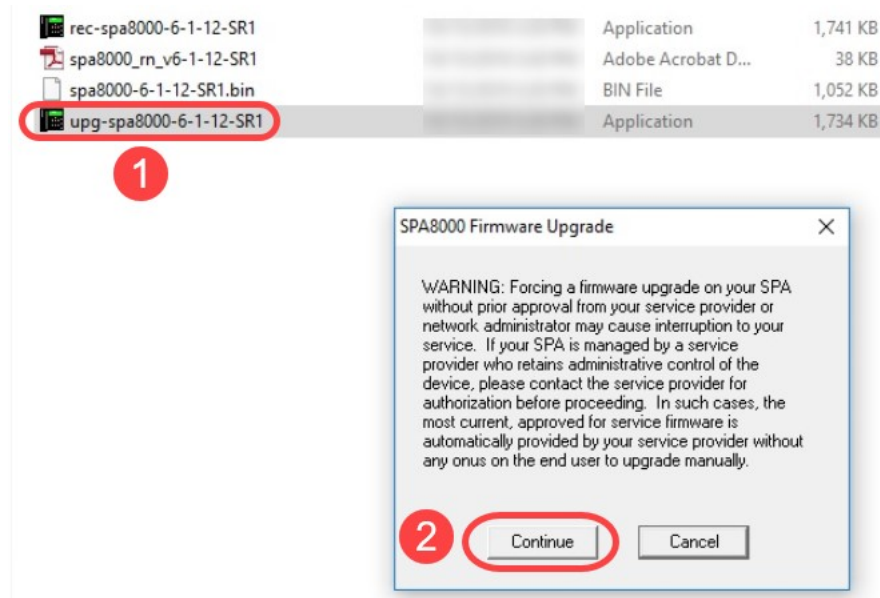 rec-spa8000-6-1-12-SR1 Application 1,741 KB
spa8000_rn_v6-1-12-SR1 Adobe Acrobat D... 38 KB
spa8000-6-1-12-SR1.bin BIN File 1,052 KB
upg-spa8000-6-1-12-SR1 Application 1,734 KB
1
SPA8000 Firmware Upgrade
WARNING: Forcing a firmware upgrade on your SPA
without prior approval from your service provider or
network administrator may cause interruption to your
service. If your SPA is managed by a service
provider who retains administrative control of the
device, please contact the service provider for
authorization before proceeding. In such cases, the
most current, approved for service firmware is
automatically provided by your service provider without
any onus on the end user to upgrade manually.
2 Continue Cancel